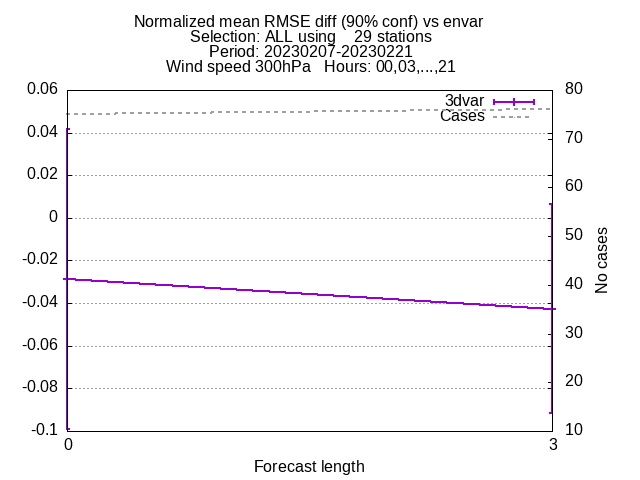 Normalized mean RMSE diff (90% conf) vs envar
Selection: ALL using    29 stations
Period: 20230207-20230221
Wind speed 300hPa   Hours: 00,03,...,21
3dvar
Cases
0.06
0.04
0.02
0
-0.02
-0.04
-0.06
-0.08
-0.1
80
70
60
50
40
30
20
10
No cases
0
3
Forecast length